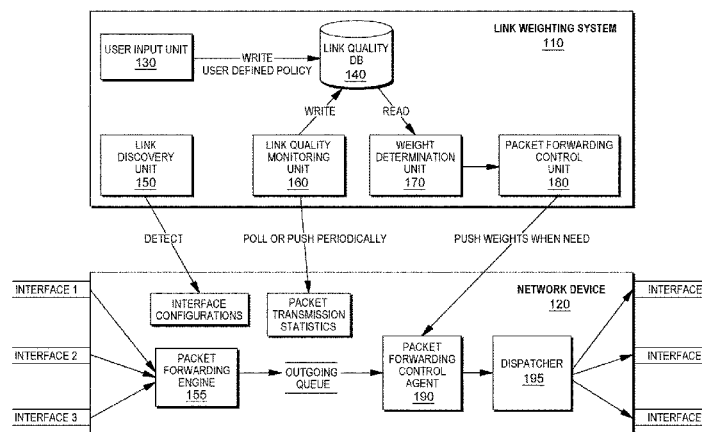 LINK WEIGHTING SYSTEM
110
USER INPUT UNIT
130
WRITE
USER DEFINED POLICY
LINK QUALITY
DB
140
WRITE
READ
LINK
DISCOVERY
UNIT
150
LINK QUALITY
MONITORING
UNIT
160
WEIGHT
DETERMINATION
UNIT
170
PACKET FORWARDING
CONTROL
UNIT
180
DETECT
POLL OR PUSH PERIODICALLY
PUSH WEIGHTS WHEN NEED
NETWORK DEVICE
120
INTERFACE 1
INTERFACE 2
INTERFACE 3
INTERFACE
CONFIGURATIONS
PACKET
TRANSMISSION
STATISTICS
PACKET
FORWARDING
ENGINE
155
OUTGOING
QUEUE
PACKET
FORWARDING
CONTROL
AGENT
190
DISPATCHER
195
INTERFACE
INTERFACE
INTERFACE